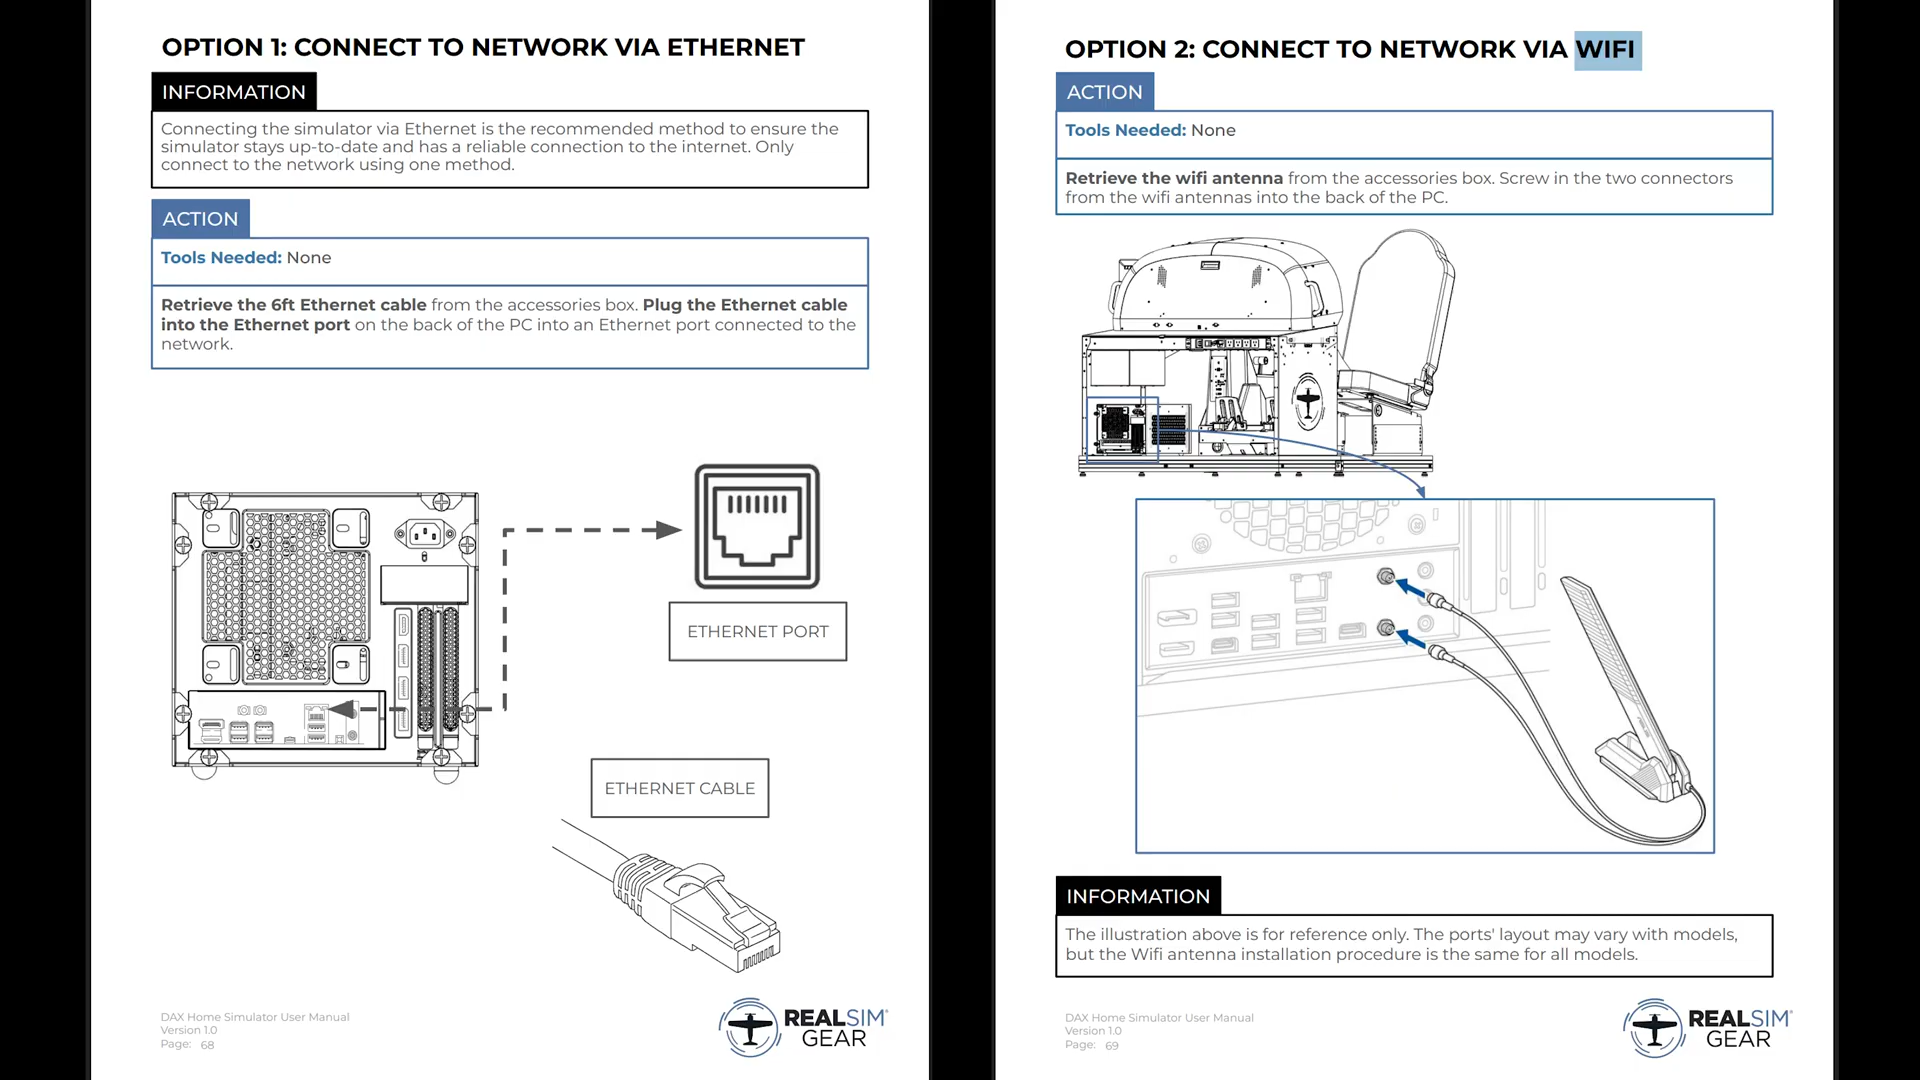 OPTION 1: CONNECT TO NETWORK VIA ETHERNET
INFORMATION
Connecting the simulator via Ethernet is the recommended method to ensure the
simulator stays up-to-date and has a reliable connection to the internet. Only
connect to the network using one method.
ACTION
Tools Needed: None
Retrieve the 6ft Ethernet cable from the accessories box. Plug the Ethernet cable
into the Ethernet port on the back of the PC into an Ethernet port connected to the
network.
ETHERNET PORT
ETHERNET CABLE
DAX Home Simulator User Manual
Version 1.0
Page: 68
REALSIM®
GEAR
OPTION 2: CONNECT TO NETWORK VIA WIFI
ACTION
Tools Needed: None
Retrieve the wifi antenna from the accessories box. Screw in the two connectors
from the wifi antennas into the back of the PC.
INFORMATION
The illustration above is for reference only. The ports' layout may vary with models,
but the Wifi antenna installation procedure is the same for all models.
DAX Home Simulator User Manual
Version 1.0
Page: 69
REALSIM®
GEAR